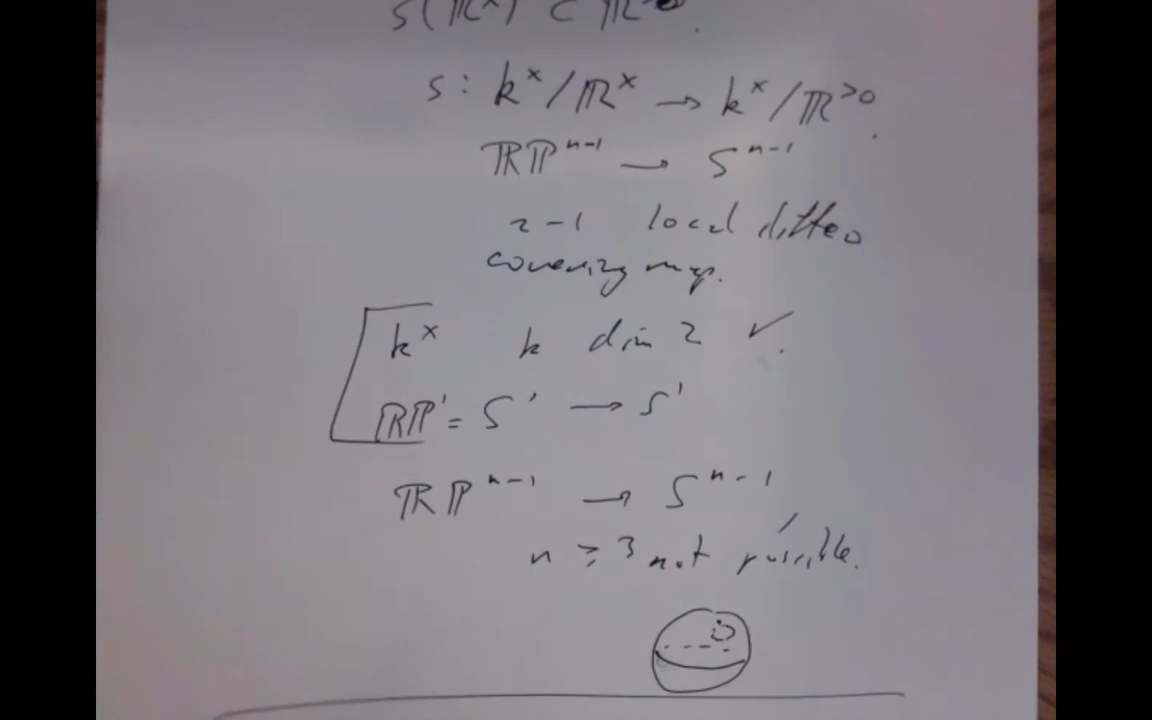 s(ℝ^x) ⊂ ℝ^>0.
s: k^x/ℝ^x → k^x/ℝ^>0.
ℝP^n-1 → S^n-1
2-1 local diffeo
covering map.
k^x k dim 2 ✓.
ℝP^1 = S^1 → S^1
ℝP^n-1 → S^n-1,
n ≥ 3 not possible.